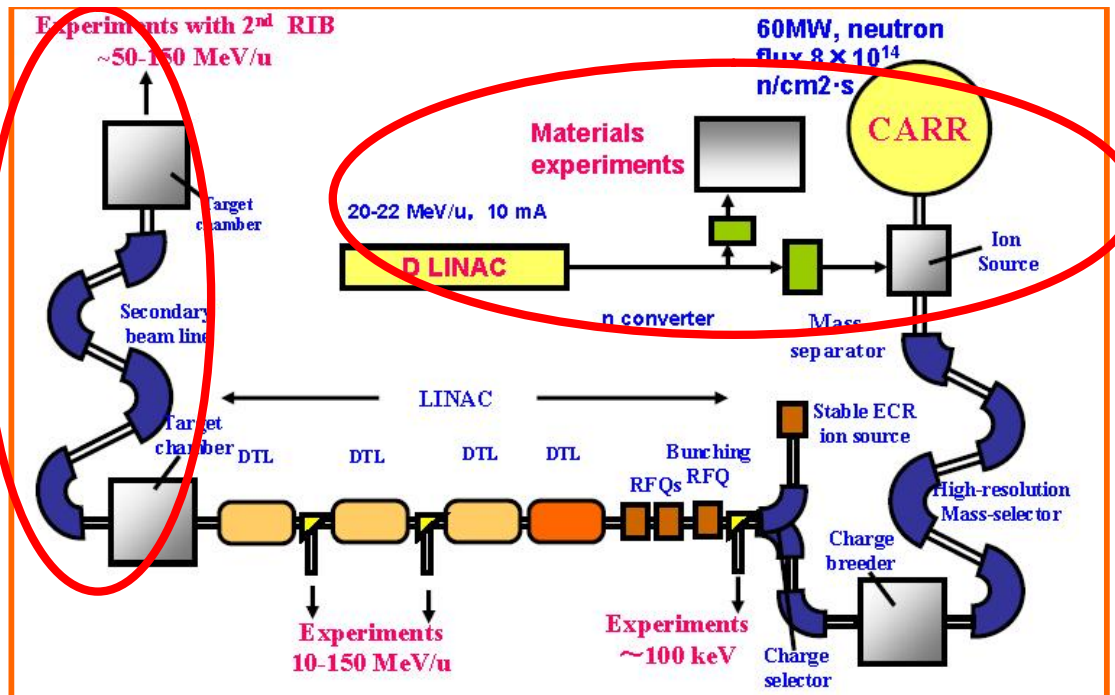 Experiments with 2nd RIB
~50-150 MeV/u
60MW, neutron
flux 8×10¹⁴
n/cm2·s
CARR
Materials
experiments
20-22 MeV/u, 10 mA
D LINAC
Target
chamber
Ion
Source
n converter
Mass
separator
Secondary
beam line
LINAC
Target
chamber
Stable ECR
ion source
DTL
DTL
DTL
DTL
RFQs
Bunching
RFQ
High-resolution
Mass-selector
Charge
breeder
Experiments
10-150 MeV/u
Experiments
~100 keV
Charge
selector